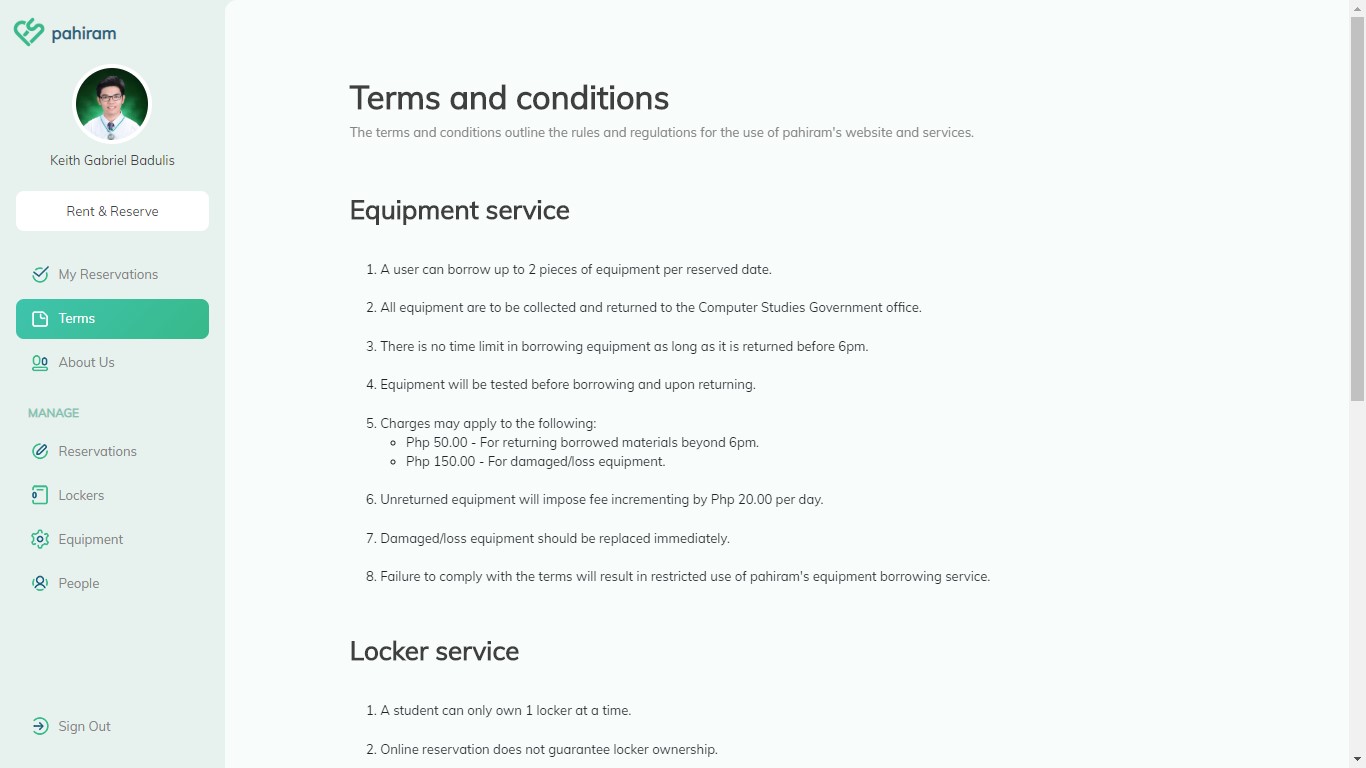 pahiram
Keith Gabriel Badulis
Rent & Reserve
My Reservations
Terms
About Us
MANAGE
Reservations
Lockers
Equipment
People
Sign Out
Terms and conditions
The terms and conditions outline the rules and regulations for the use of pahiram's website and services.
Equipment service
1. A user can borrow up to 2 pieces of equipment per reserved date.
2. All equipment are to be collected and returned to the Computer Studies Government office.
3. There is no time limit in borrowing equipment as long as it is returned before 6pm.
4. Equipment will be tested before borrowing and upon returning.
5. Charges may apply to the following:
Php 50.00 - For returning borrowed materials beyond 6pm.
Php 150.00 - For damaged/loss equipment.
6. Unreturned equipment will impose fee incrementing by Php 20.00 per day.
7. Damaged/loss equipment should be replaced immediately.
8. Failure to comply with the terms will result in restricted use of pahiram's equipment borrowing service.
Locker service
1. A student can only own 1 locker at a time.
2. Online reservation does not guarantee locker ownership.